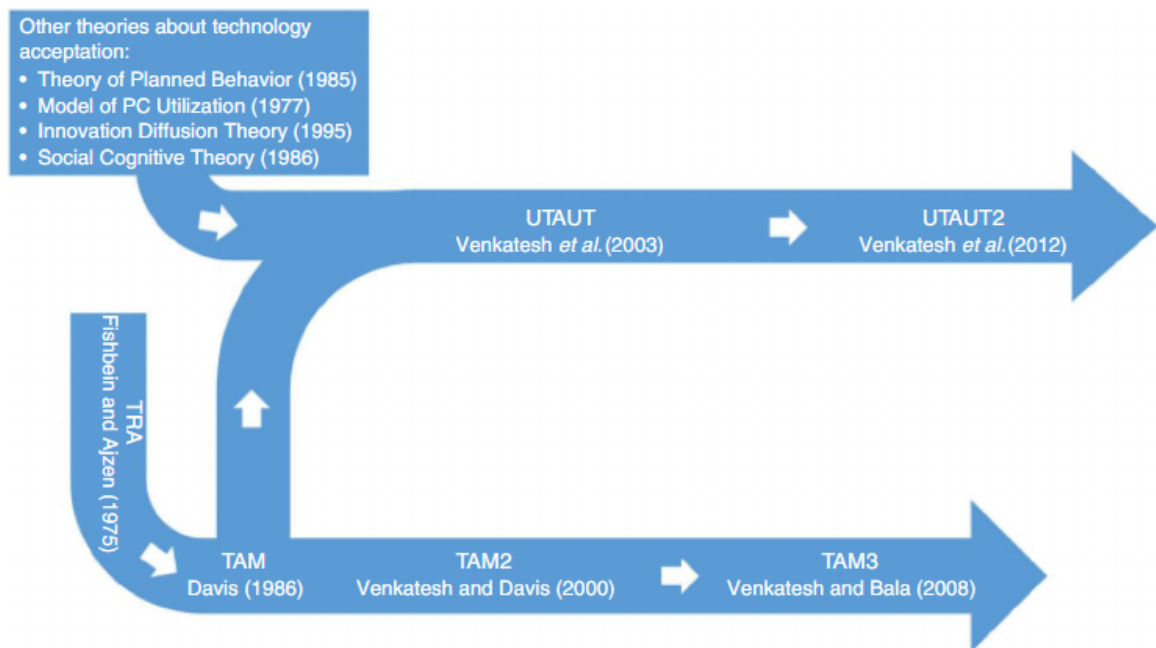 Other theories about technology
acceptation:
• Theory of Planned Behavior (1985)
• Model of PC Utilization (1977)
• Innovation Diffusion Theory (1995)
• Social Cognitive Theory (1986)
UTAUT
Venkatesh et al. (2003)
UTAUT2
Venkatesh et al. (2012)
TRA
Fishbein and Ajzen (1975)
TAM
Davis (1986)
TAM2
Venkatesh and Davis (2000)
TAM3
Venkatesh and Bala (2008)